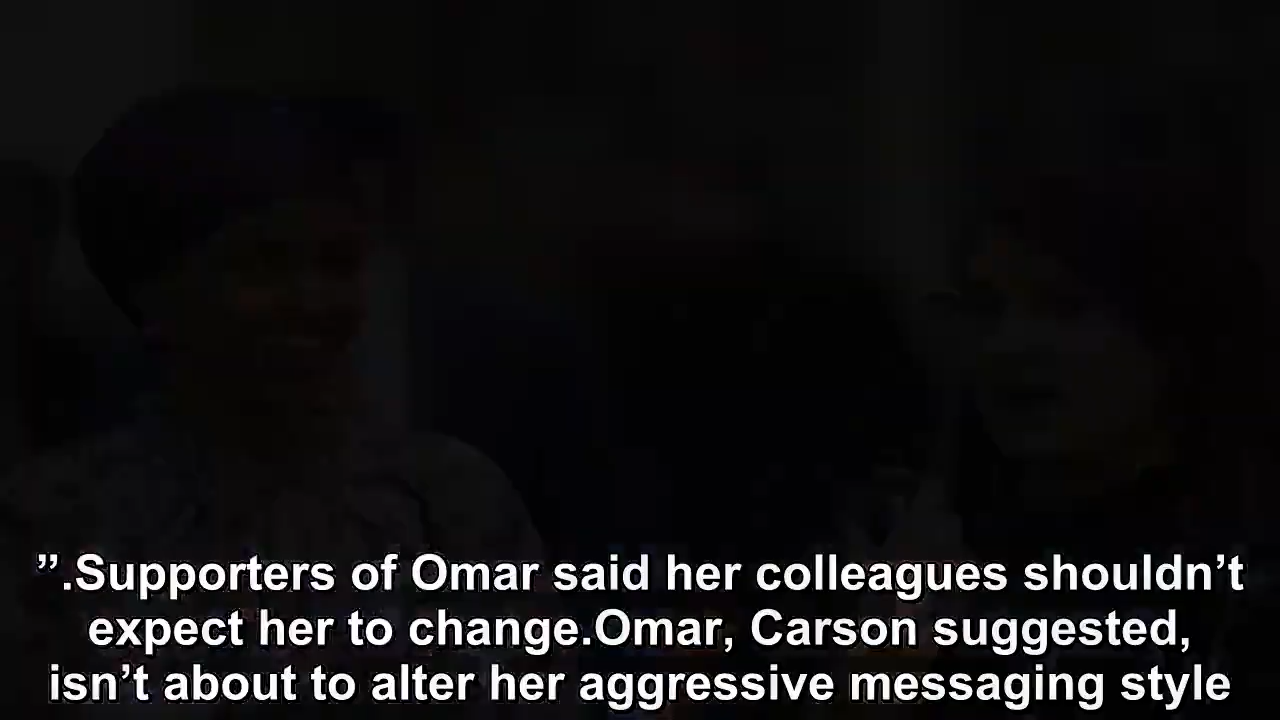 ”.Supporters of Omar said her colleagues shouldn’t
expect her to change.Omar, Carson suggested,
isn’t about to alter her aggressive messaging style